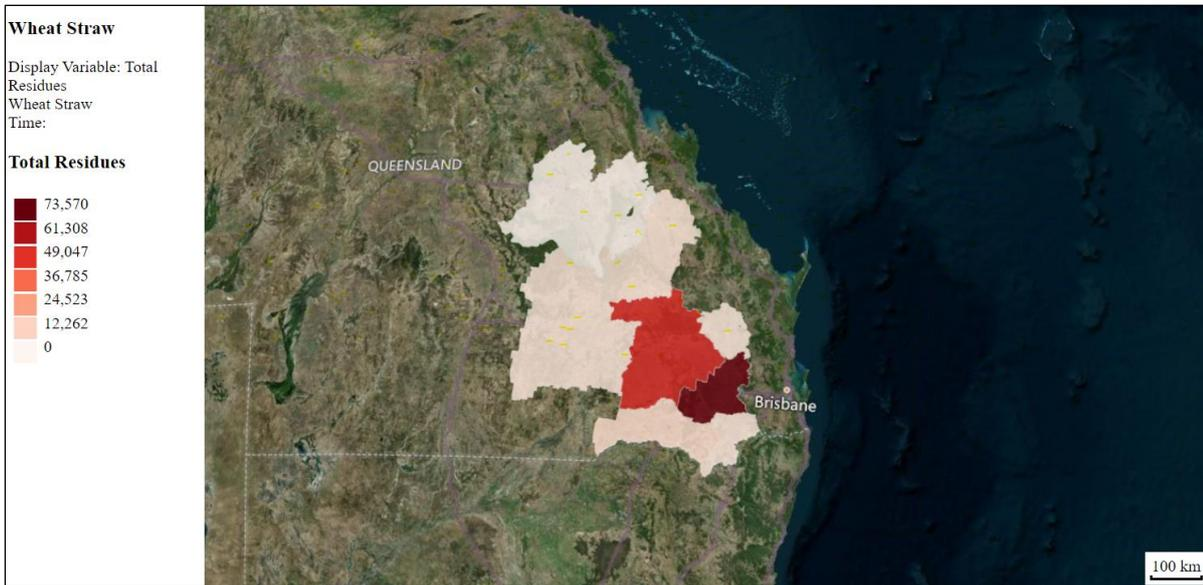 Wheat Straw
Display Variable: Total
Residues
Wheat Straw
Time:
Total Residues
73,570
61,308
49,047
36,785
24,523
12,262
0
QUEENSLAND
Brisbane
100 km